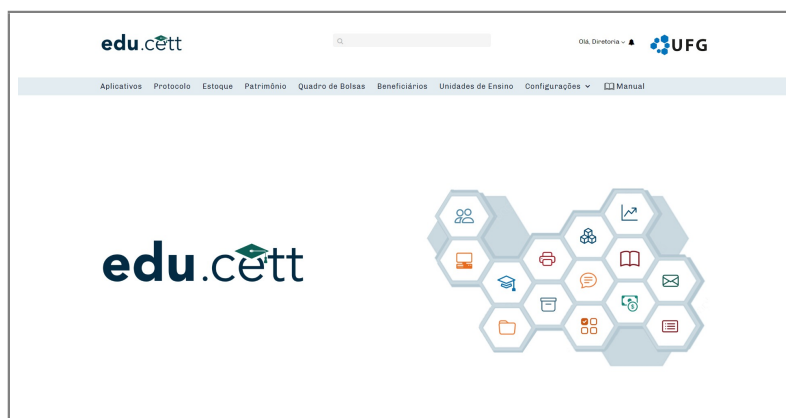 edu.cett
Olá, Diretoria
UFG
Aplicativos Protocolo Estoque Patrimônio Quadro de Bolsas Beneficiários Unidades de Ensino Configurações Manual
edu.cett